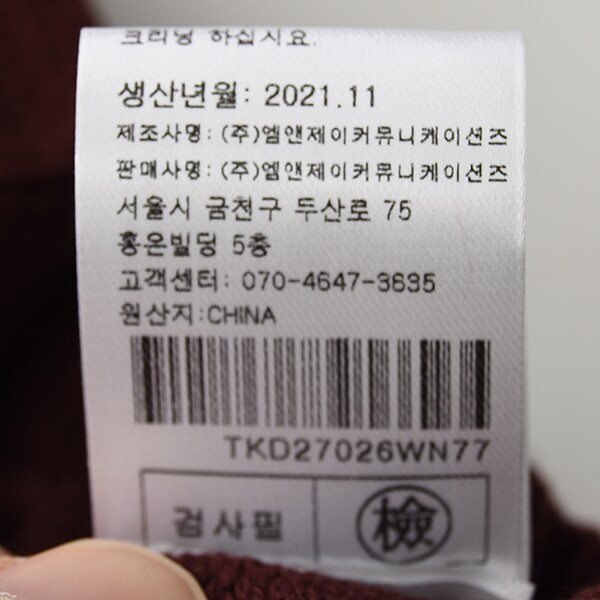 크리닝 하십시요.
생산년월: 2021.11
제조사명: (주)엠앤제이커뮤니케이션즈
판매사명: (주)엠앤제이커뮤니케이션즈
서울시 금천구 두산로 75
홍온빌딩 5층
고객센터: 070-4647-3635
원산지:CHINA
TKD27026WN77
검사필 檢